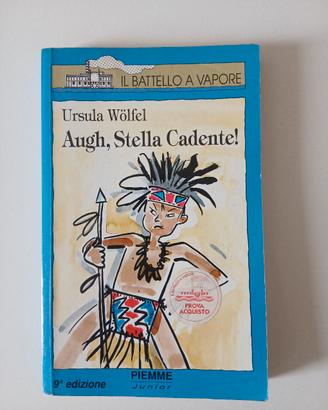 IL BATTELLO A VAPORE
Ursula Wölfel
Augh, Stella Cadente!
PROVA
ACQUISTO
9ª edizione
PIEMME
Junior